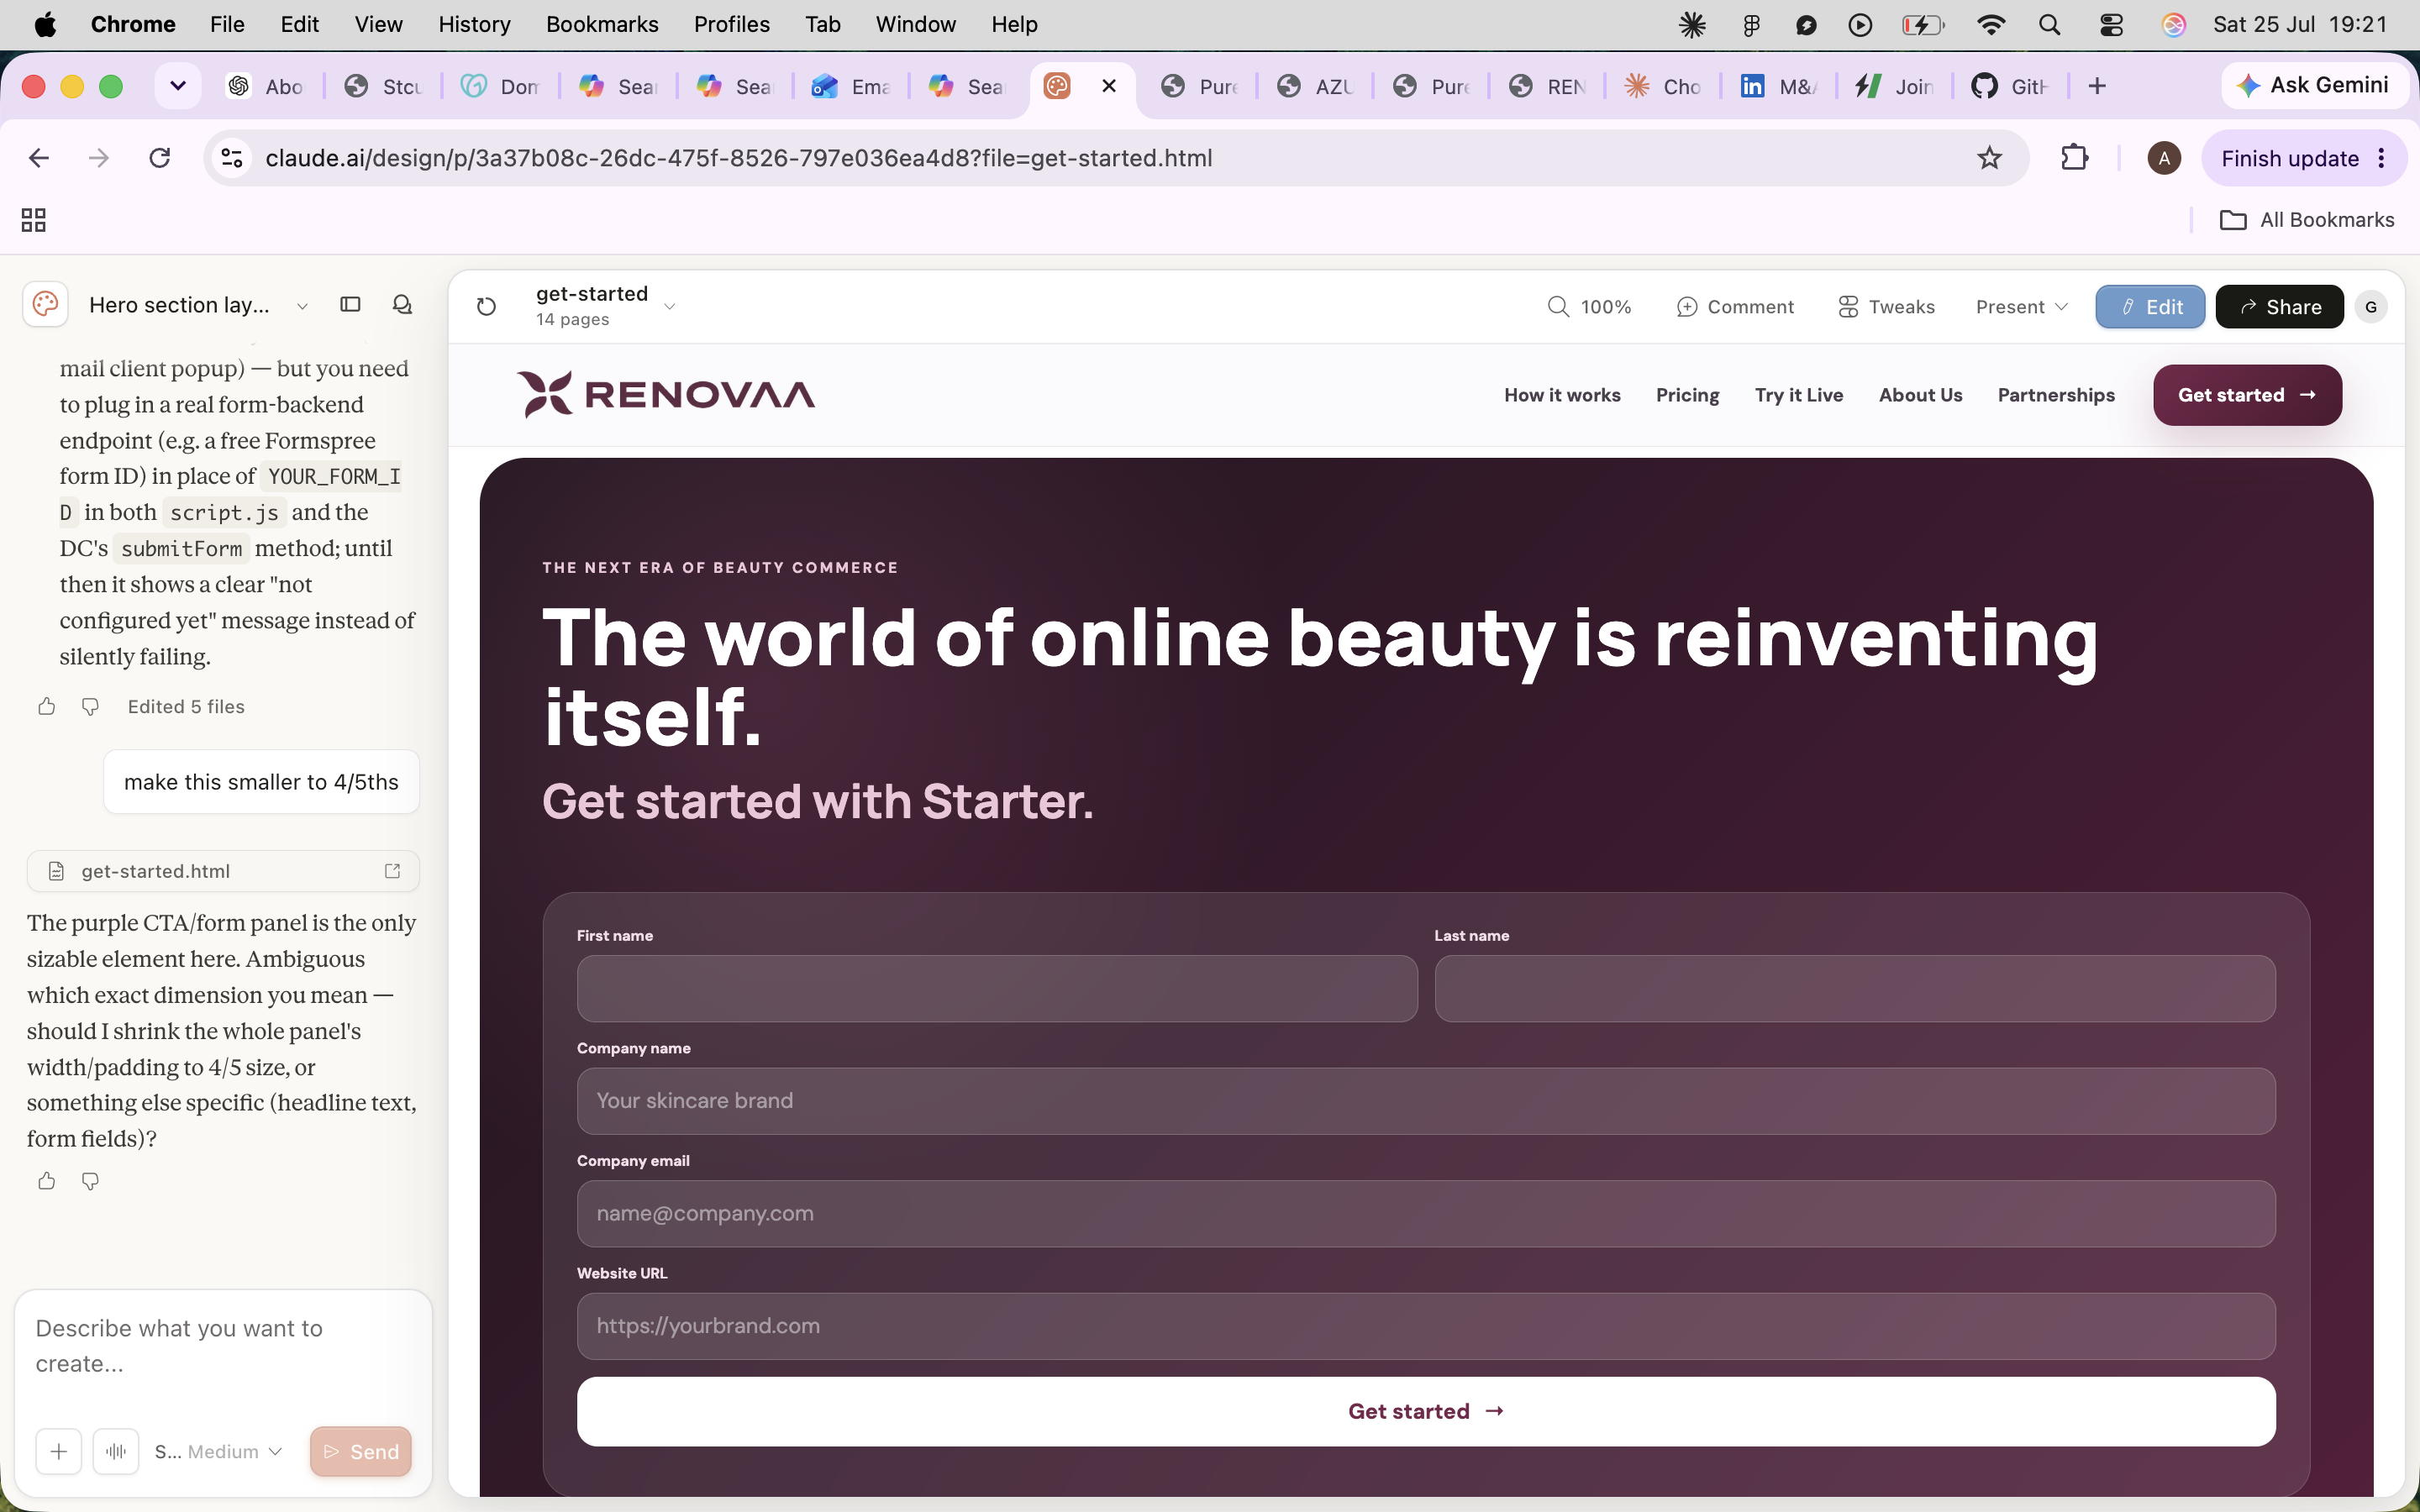 Chrome File Edit View History Bookmarks Profiles Tab Window Help Sat 25 Jul 19:21
Abo Stcu Dom Sear Sear Ema Sear Pure AZU Pure REN Cho M&A Join GitH Ask Gemini
claude.ai/design/p/3a37b08c-26dc-475f-8526-797e036ea4d8?file=get-started.html A Finish update
All Bookmarks
Hero section lay...
mail client popup) — but you need
to plug in a real form-backend
endpoint (e.g. a free Formspree
form ID) in place of YOUR_FORM_I
D in both script.js and the
DC's submitForm method; until
then it shows a clear "not
configured yet" message instead of
silently failing.
Edited 5 files
make this smaller to 4/5ths
get-started.html
The purple CTA/form panel is the only
sizable element here. Ambiguous
which exact dimension you mean —
should I shrink the whole panel's
width/padding to 4/5 size, or
something else specific (headline text,
form fields)?
Describe what you want to
create...
S... Medium Send
get-started
14 pages
100% Comment Tweaks Present Edit Share G
RENOVAA
How it works Pricing Try it Live About Us Partnerships Get started →
THE NEXT ERA OF BEAUTY COMMERCE
The world of online beauty is reinventing
itself.
Get started with Starter.
First name Last name
Company name
Your skincare brand
Company email
name@company.com
Website URL
https://yourbrand.com
Get started →